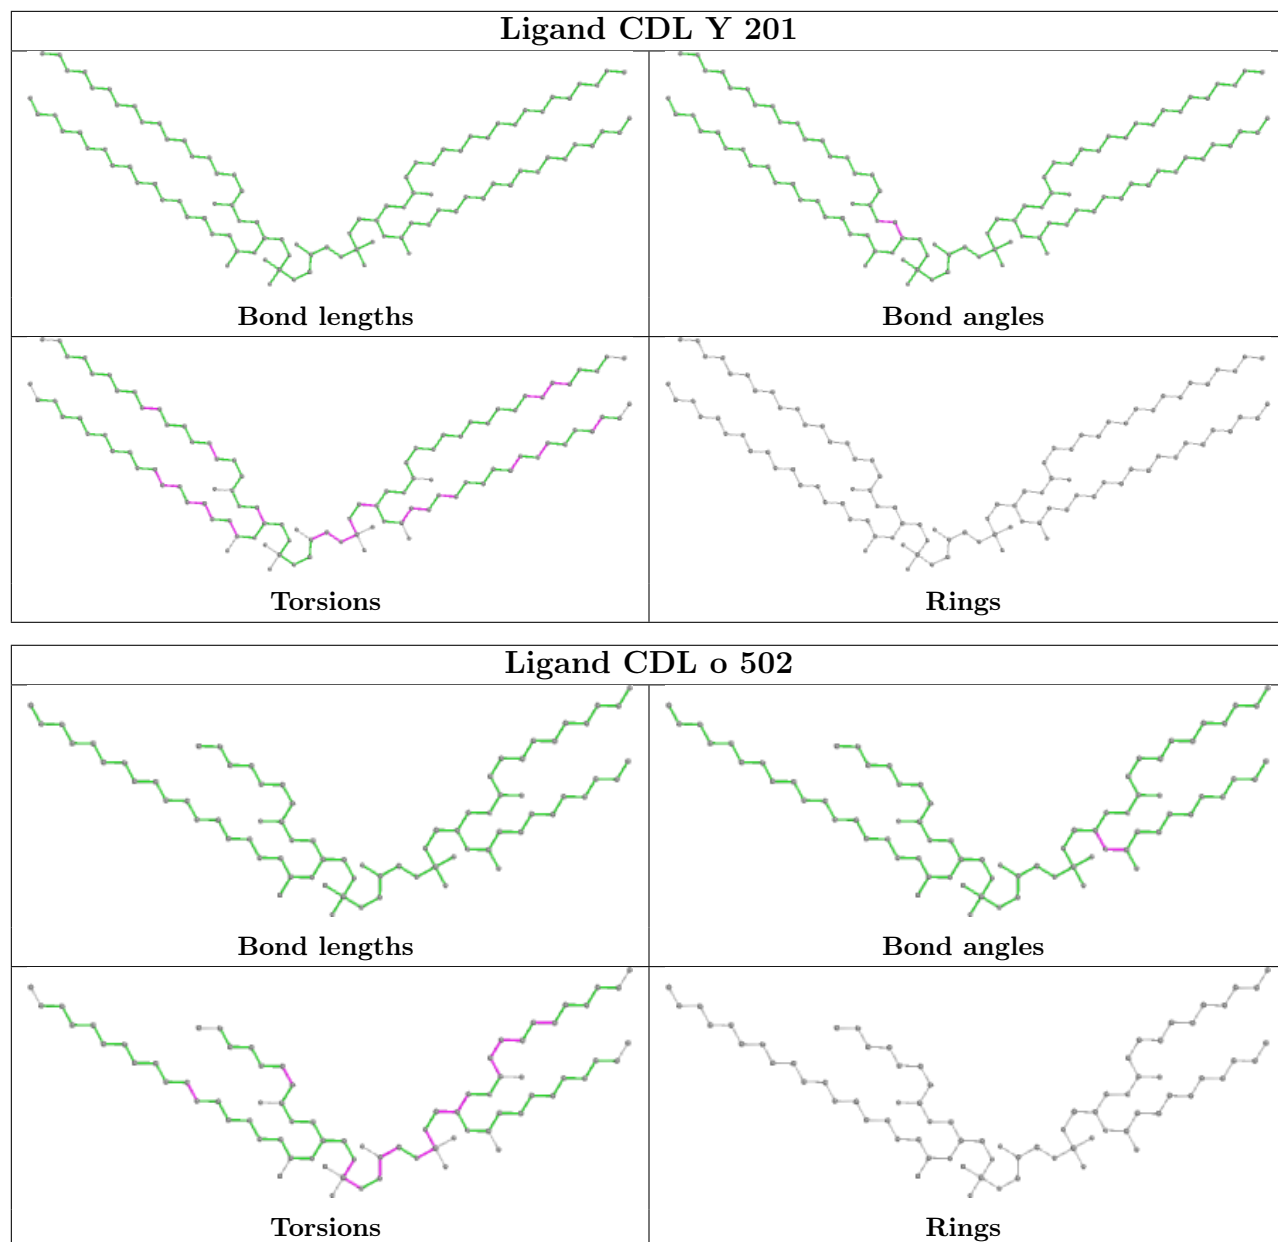 Ligand CDL Y 201
Bond lengths
Bond angles
Torsions
Rings
Ligand CDL o 502
Bond lengths
Bond angles
Torsions
Rings